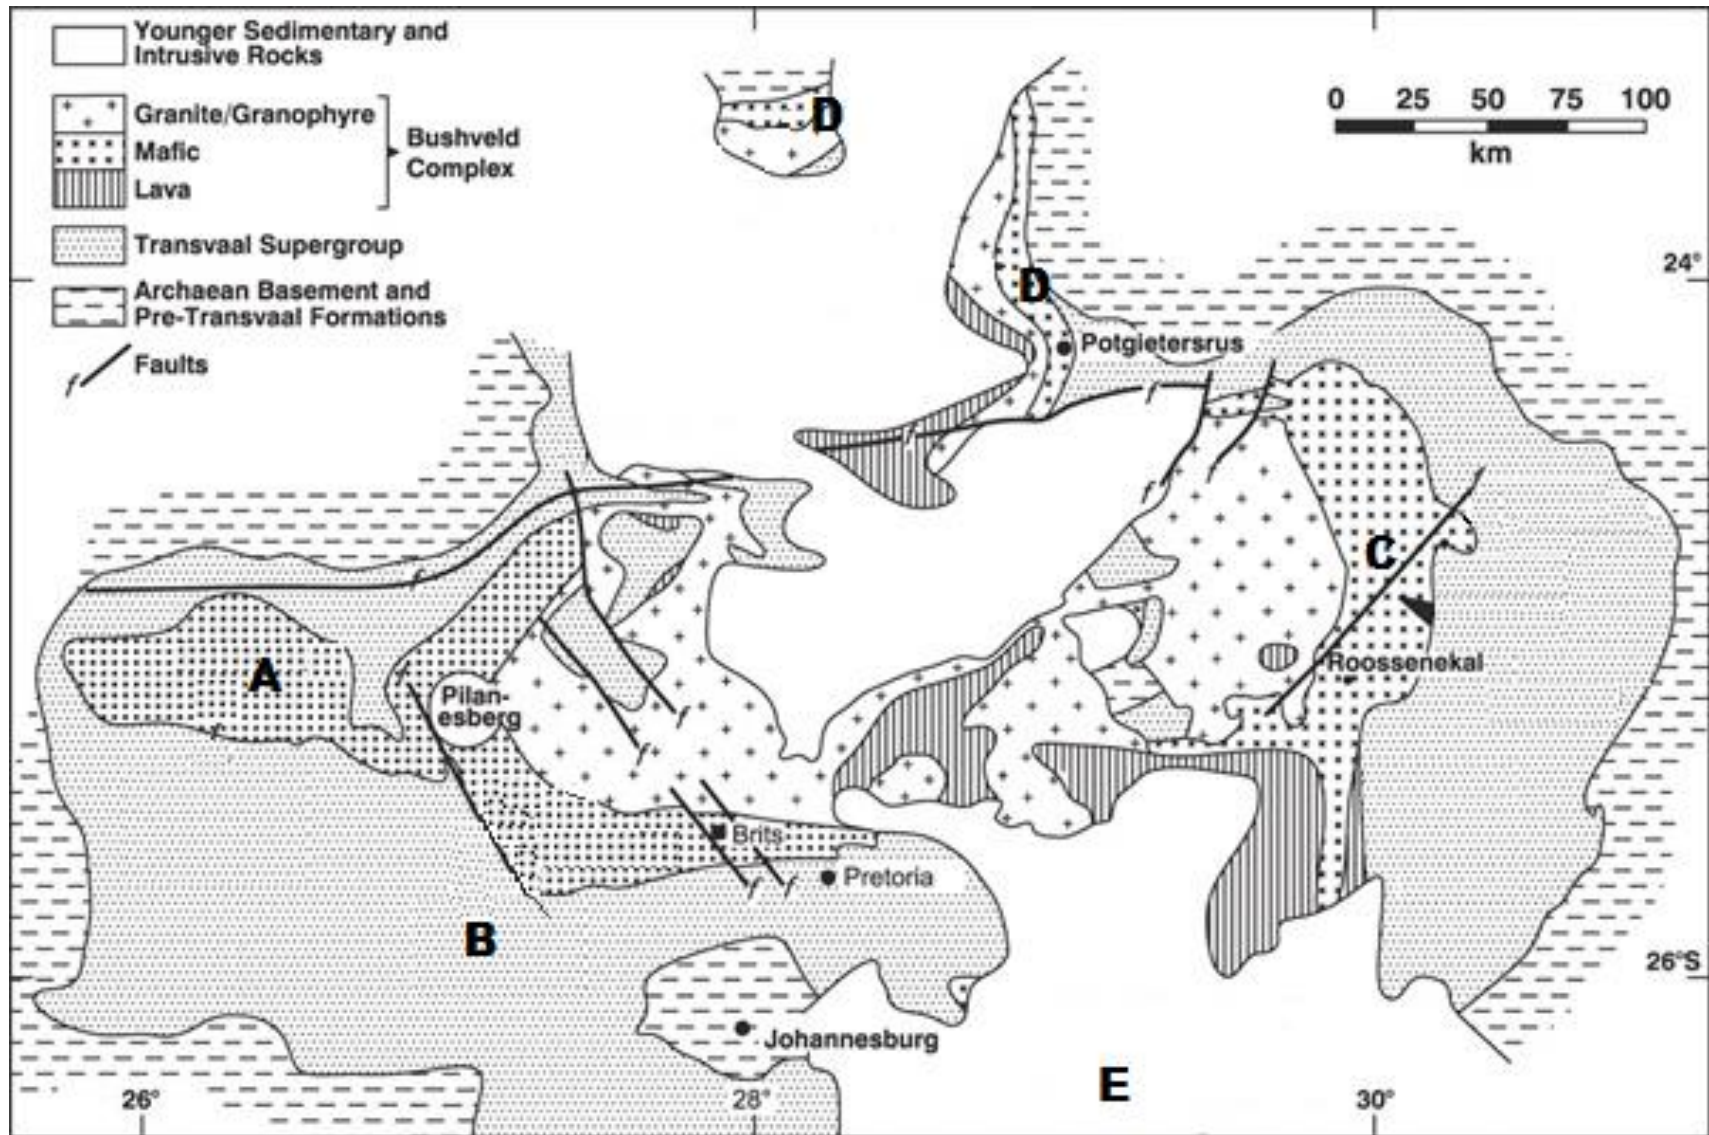 Younger Sedimentary and
Intrusive Rocks
Granite/Granophyre
Mafic
Lava
Bushveld
Complex
Transvaal Supergroup
Archaean Basement and
Pre-Transvaal Formations
f
Faults
0 25 50 75 100
km
D
24°
D
Potgietersrus
f
f
f
f
C
A
Roossenekal
Pilan-
esberg
f
f
f
Brits
f
f
Pretoria
B
26°S
Johannesburg
E
26°
28°
30°